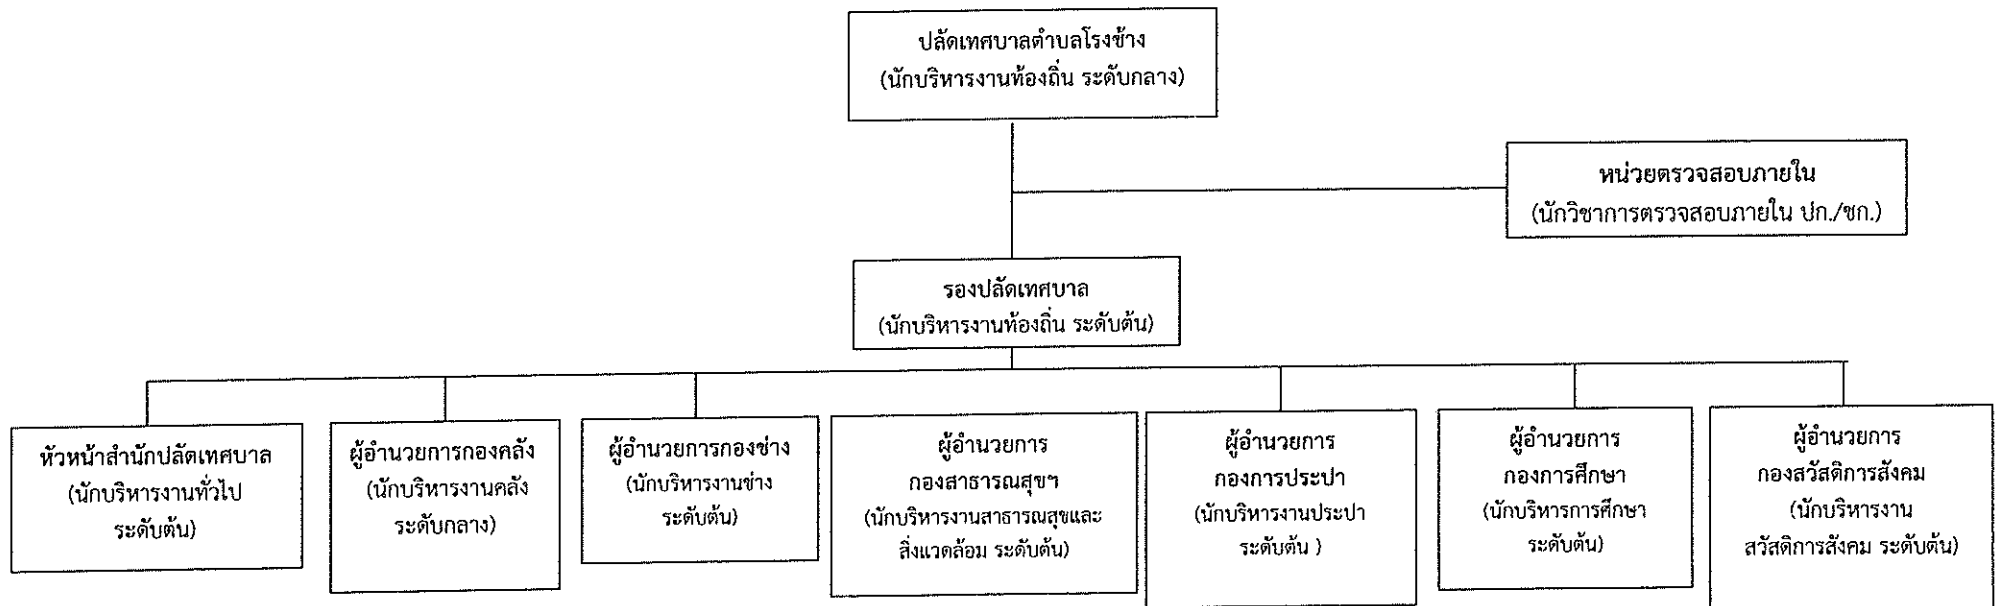 ปลัดเทศบาลตำบลโรงช้าง
(นักบริหารงานท้องถิ่น ระดับกลาง)
หน่วยตรวจสอบภายใน
(นักวิชาการตรวจสอบภายใน ปก./ชก.)
รองปลัดเทศบาล
(นักบริหารงานท้องถิ่น ระดับต้น)
หัวหน้าสำนักปลัดเทศบาล
(นักบริหารงานทั่วไป
ระดับต้น)
ผู้อำนวยการกองคลัง
(นักบริหารงานคลัง
ระดับกลาง)
ผู้อำนวยการกองช่าง
(นักบริหารงานช่าง
ระดับต้น)
ผู้อำนวยการ
กองสาธารณสุขฯ
(นักบริหารงานสาธารณสุขและ
สิ่งแวดล้อม ระดับต้น)
ผู้อำนวยการ
กองการประปา
(นักบริหารงานประปา
ระดับต้น )
ผู้อำนวยการ
กองการศึกษา
(นักบริหารการศึกษา
ระดับต้น)
ผู้อำนวยการ
กองสวัสดิการสังคม
(นักบริหารงาน
สวัสดิการสังคม ระดับต้น)